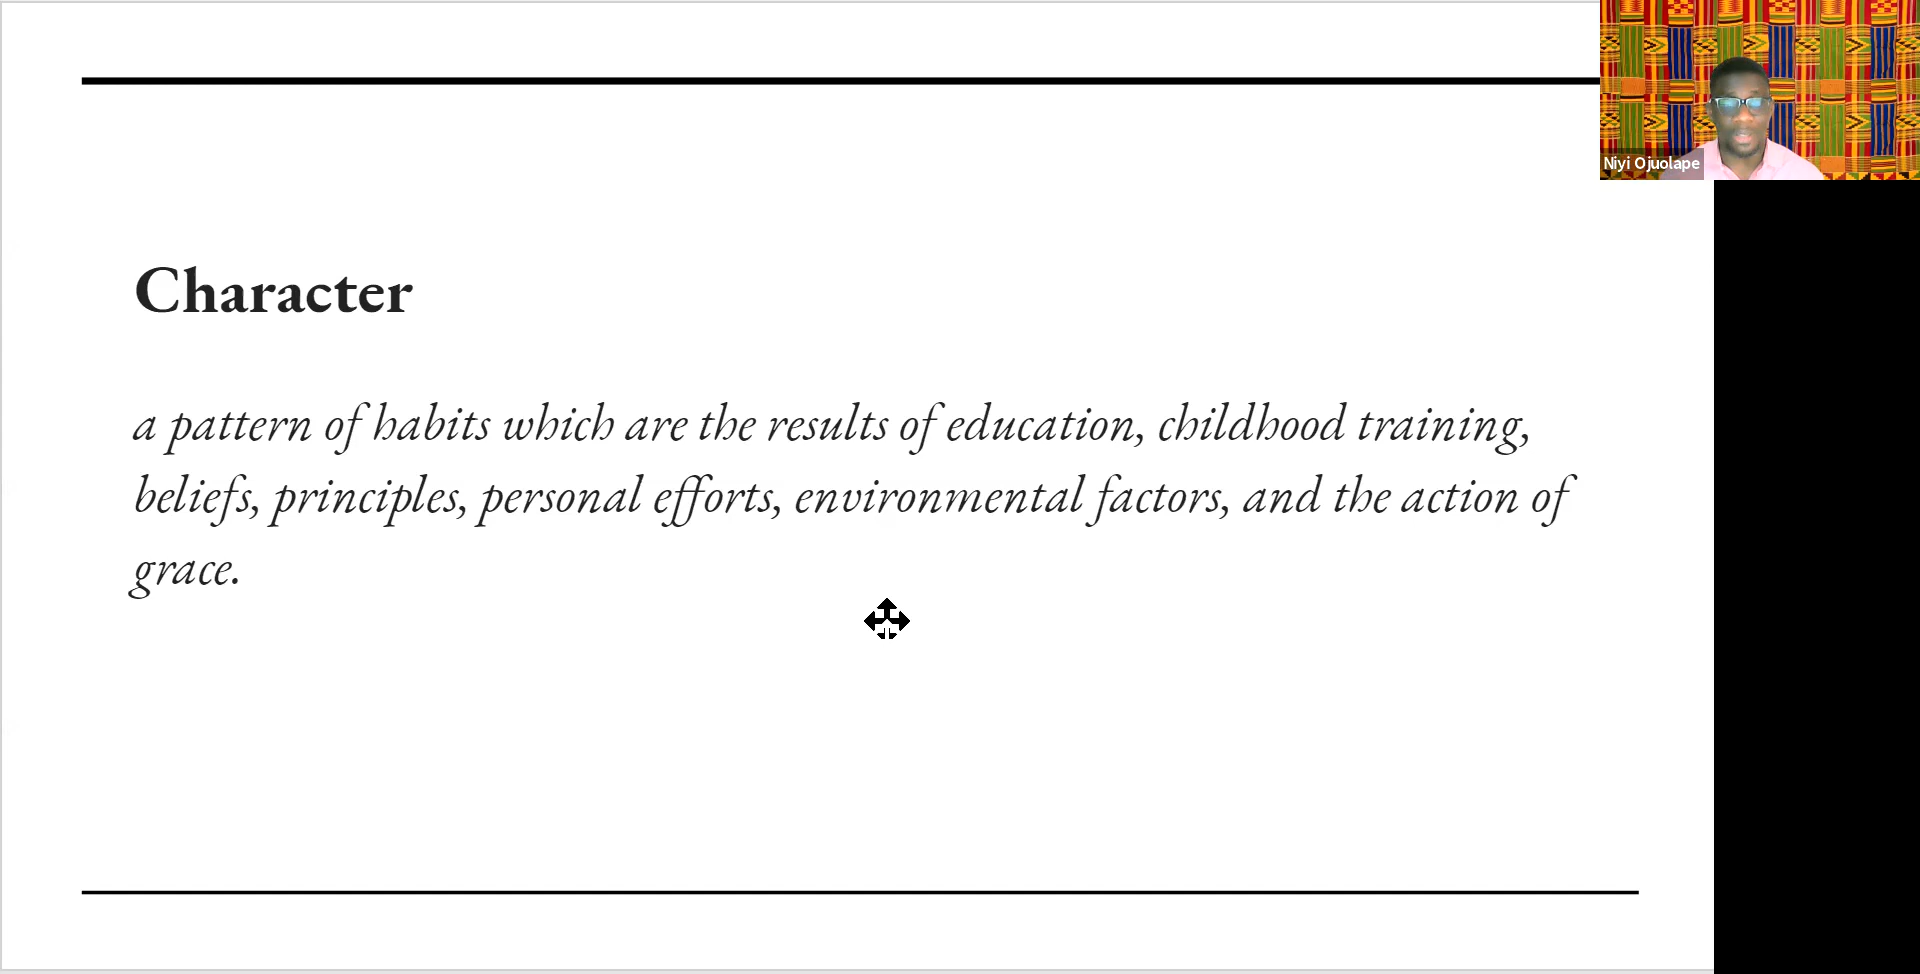 Niyi Ojuolape
Character
a pattern of habits which are the results of education, childhood training,
beliefs, principles, personal efforts, environmental factors, and the action of
grace.